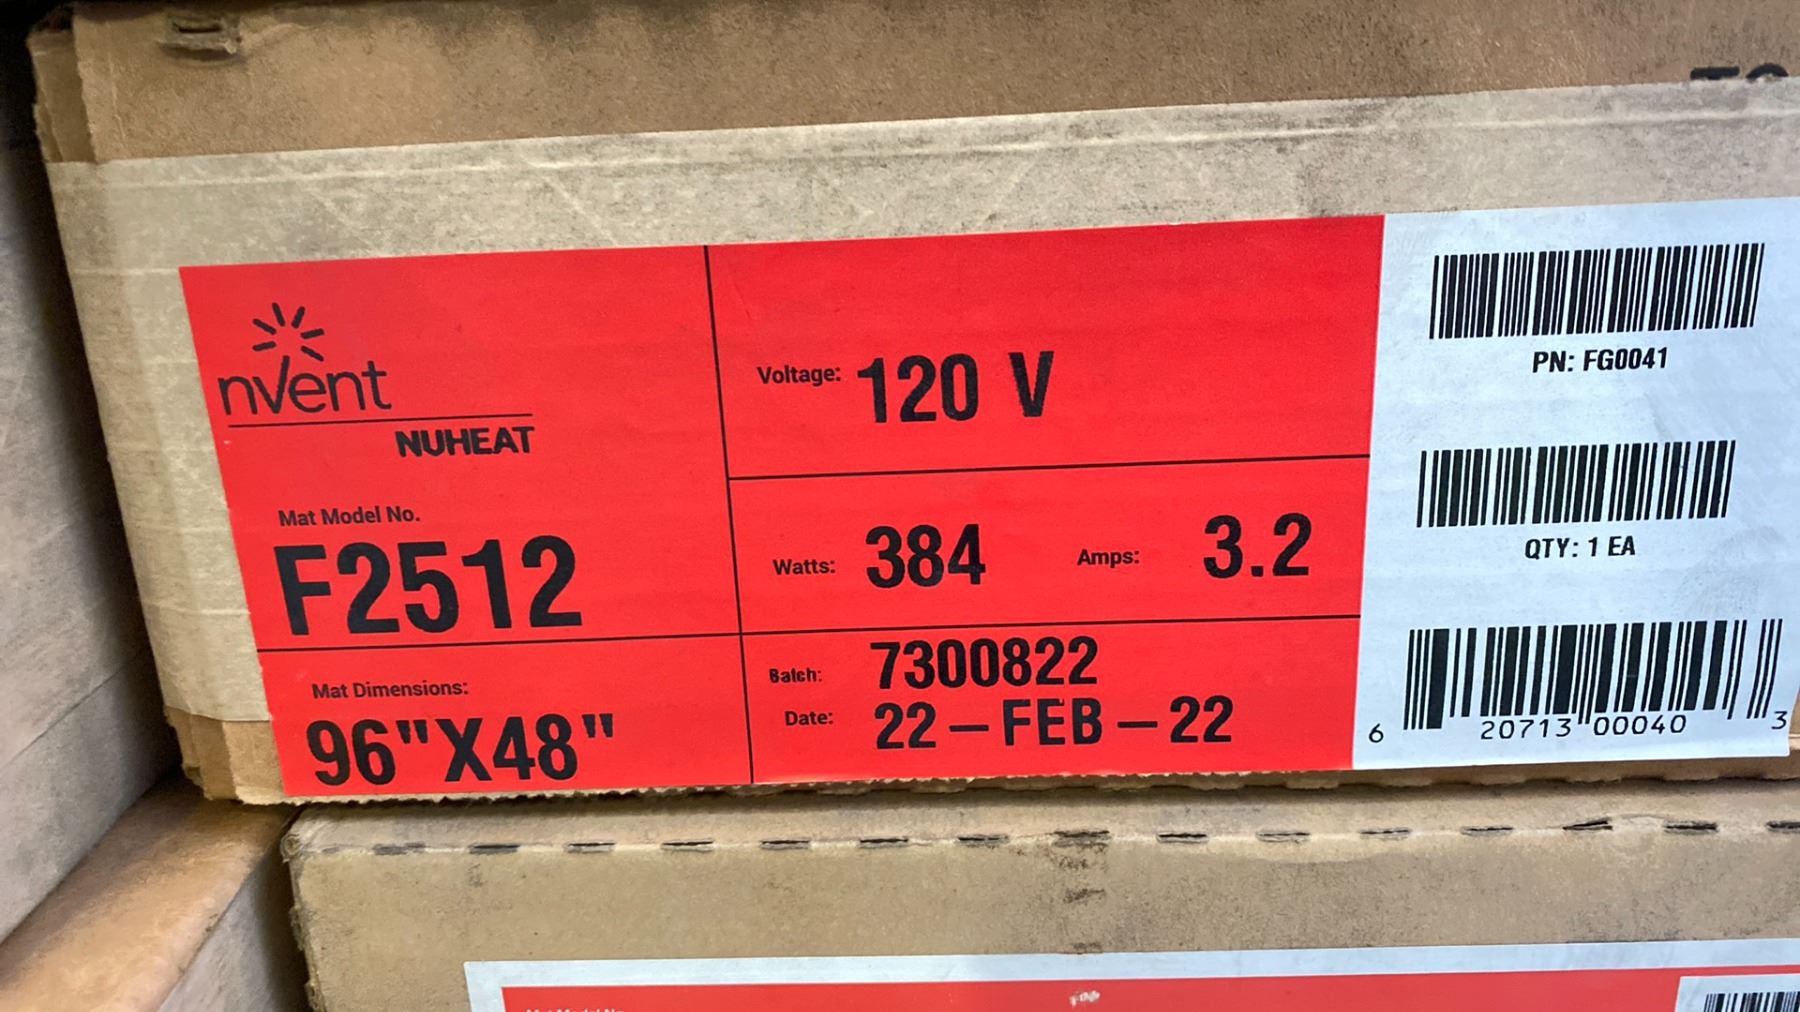 nvent
NUHEAT
Mat Model No.
F2512
Mat Dimensions:
96"X48"
Voltage: 120 V
Watts: 384 Amps: 3.2
Batch: 7300822
Date: 22-FEB-22
PN: FG0041
QTY: 1 EA
6 20713 00040 3